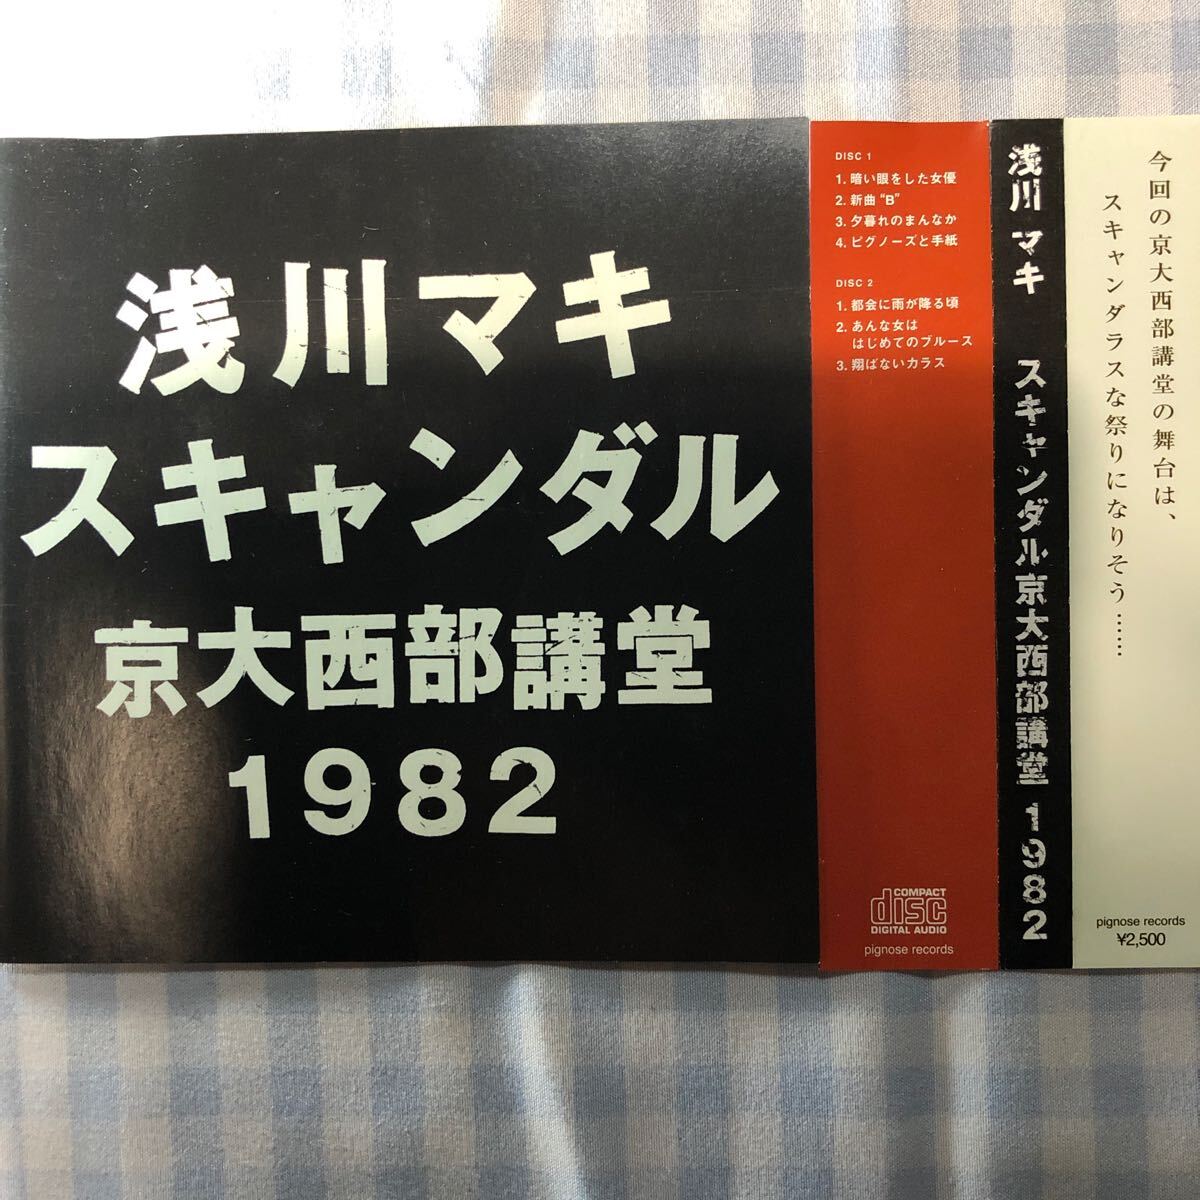 浅川マキ
スキャンダル
京大西部講堂
1982
DISC 1
1. 暗い眼をした女優
2. 新曲 “B”
3. 夕暮れのまんなか
4. ピグノーズと手紙
DISC 2
1. 都会に雨が降る頃
2. あんな女は
はじめてのブルース
3. 翔ばないカラス
COMPACT
disc
DIGITAL AUDIO
pignose records
浅川マキ スキャンダル京大西部講堂 1982
今回の京大西部講堂の舞台は、
スキャンダラスな祭りになりそう……
pignose records
¥2,500